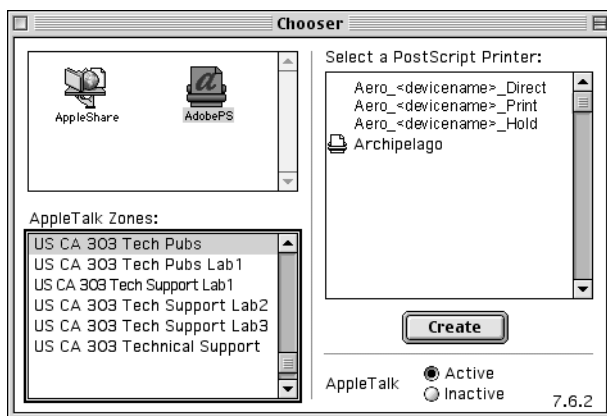 Chooser
AppleShare
AdobePS
AppleTalk Zones:
US CA 303 Tech Pubs
US CA 303 Tech Pubs Lab1
US CA 303 Tech Support Lab1
US CA 303 Tech Support Lab2
US CA 303 Tech Support Lab3
US CA 303 Technical Support
Select a PostScript Printer:
Aero_<devicename>_Direct
Aero_<devicename>_Print
Aero_<devicename>_Hold
Archipelago
Create
AppleTalk
Active
Inactive
7.6.2